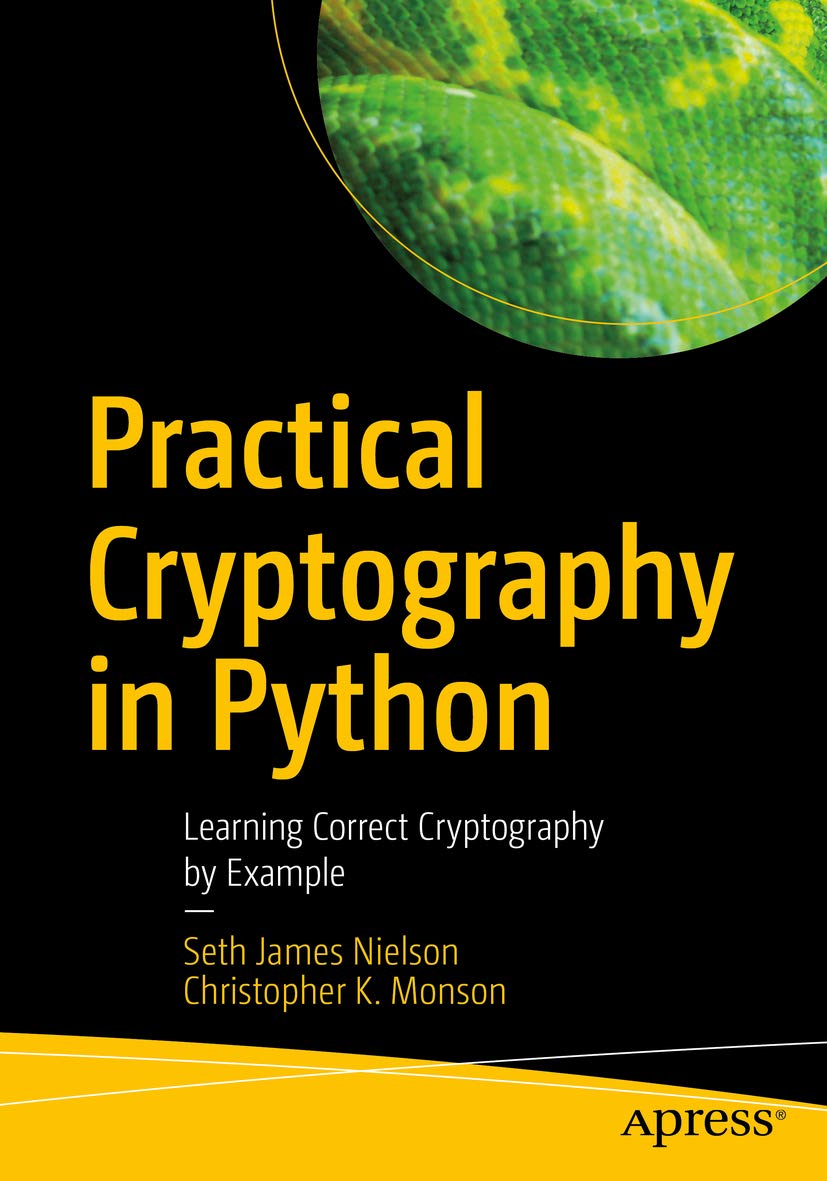 Practical
Cryptography
in Python
Learning Correct Cryptography
by Example
Seth James Nielson
Christopher K. Monson
Apress®